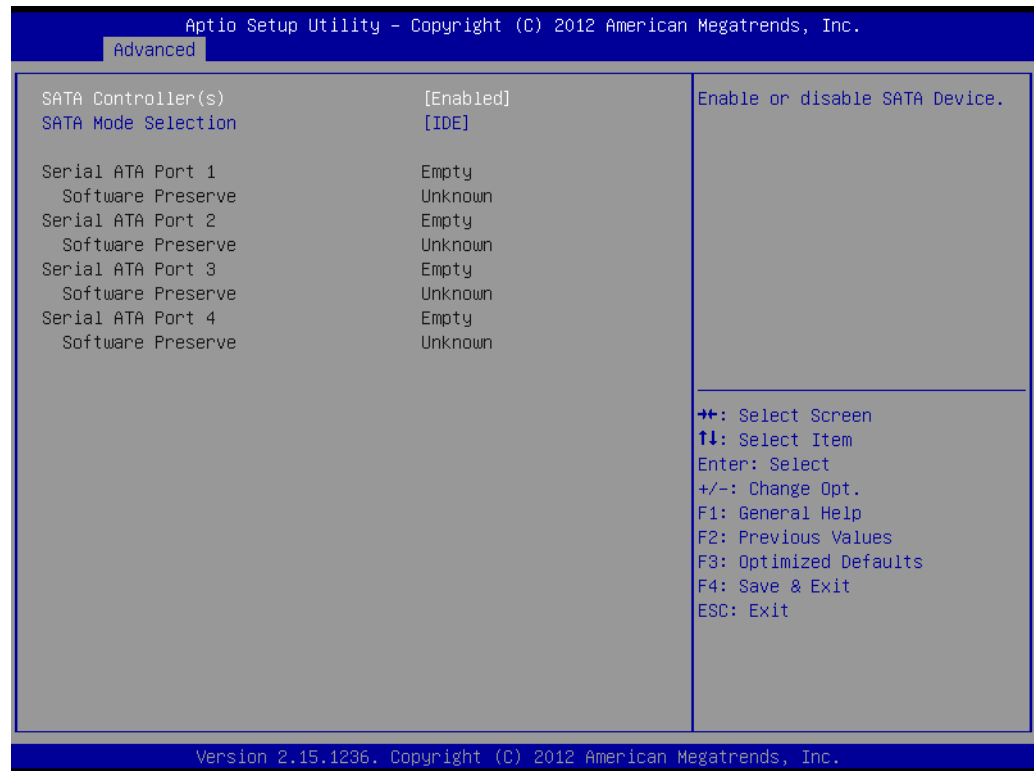 Aptio Setup Utility – Copyright (C) 2012 American Megatrends, Inc.
Advanced
SATA Controller(s) [Enabled]
SATA Mode Selection [IDE]
Serial ATA Port 1 Empty
Software Preserve Unknown
Serial ATA Port 2 Empty
Software Preserve Unknown
Serial ATA Port 3 Empty
Software Preserve Unknown
Serial ATA Port 4 Empty
Software Preserve Unknown
Enable or disable SATA Device.
→←: Select Screen
↑↓: Select Item
Enter: Select
+/-: Change Opt.
F1: General Help
F2: Previous Values
F3: Optimized Defaults
F4: Save & Exit
ESC: Exit
Version 2.15.1236. Copyright (C) 2012 American Megatrends, Inc.